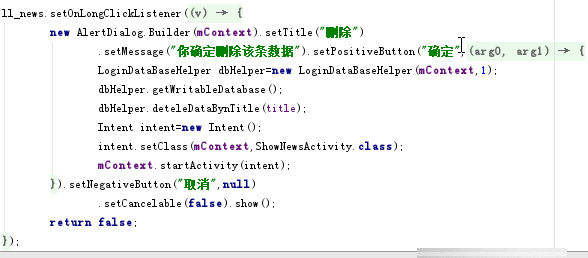 ll_news.setOnLongClickListener((v) → {
new AlertDialog.Builder(mContext).setTitle("删除")
.setMessage("你确定删除该条数据").setPositiveButton("确定",(arg0, arg1) → {
LoginDataBaseHelper dbHelper=new LoginDataBaseHelper(mContext,1);
dbHelper.getWritableDatabase();
dbHelper.deteleDataBynTitle(title);
Intent intent=new Intent();
intent.setClass(mContext,ShowNewsActivity.class);
mContext.startActivity(intent);
}).setNegativeButton("取消",null)
.setCancelable(false).show();
return false;
});